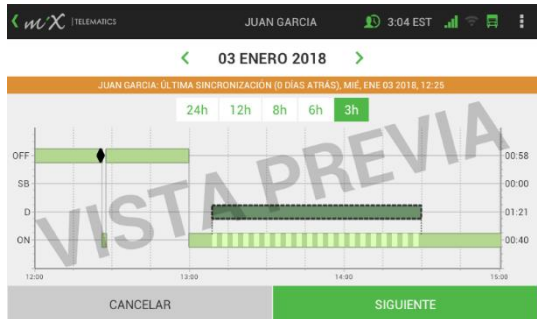 miX TELEMATICS JUAN GARCIA 3:04 EST
03 ENERO 2018
JUAN GARCIA: ÚLTIMA SINCRONIZACIÓN (0 DÍAS ATRÁS), MIÉ, ENE 03 2018, 12:25
24h 12h 8h 6h 3h
OFF 00:58
SB 00:00
D 01:21
ON 00:40
VISTA PREVIA
12:00 13:00 14:00 15:00
CANCELAR SIGUIENTE